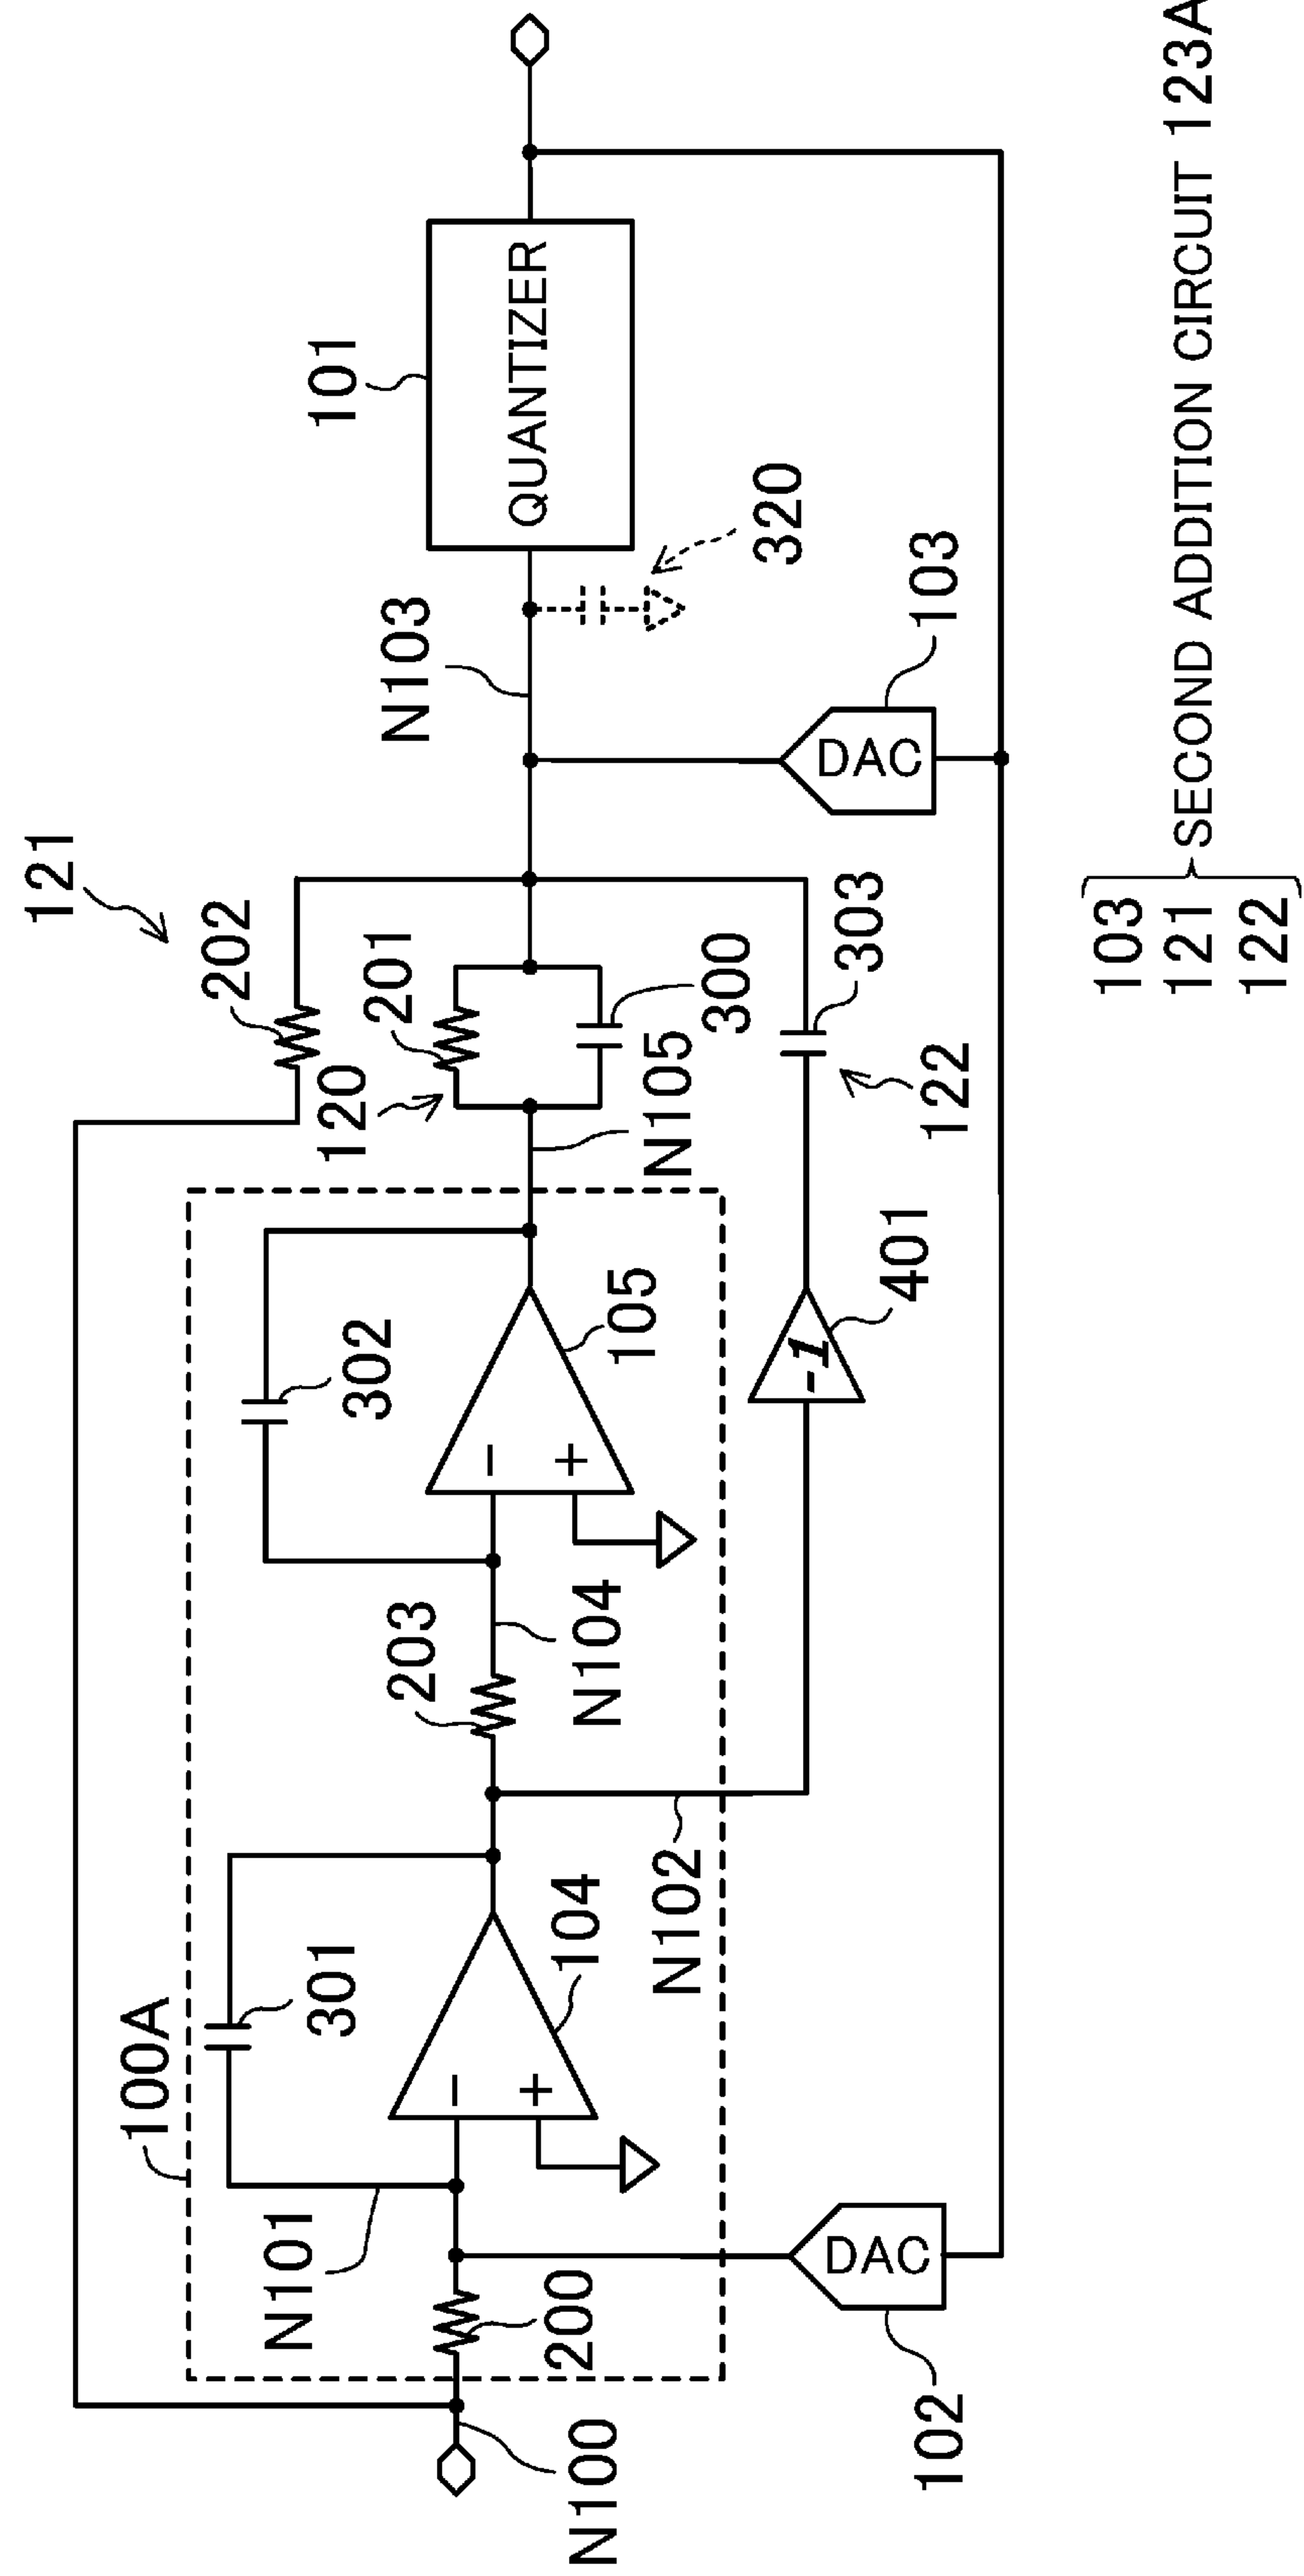 121
202
201
120
300
N105
N103
101
QUANTIZER
320
103
DAC
303
122
401
-1
100A
301
302
N101
104
− +
203
N104
105
− +
N102
N100
200
DAC
102
103
121
122
SECOND ADDITION CIRCUIT 123A